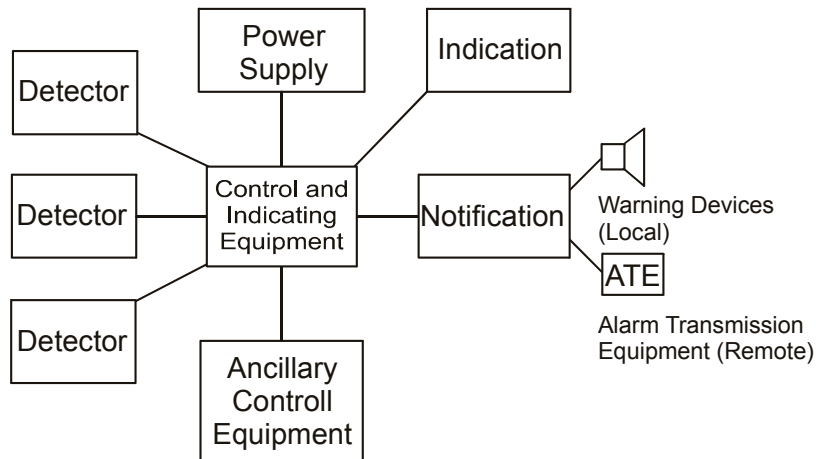 Power
Supply
Indication
Detector
Detector
Control and
Indicating
Equipment
Notification
Warning Devices
(Local)
ATE
Detector
Alarm Transmission
Equipment (Remote)
Ancillary
Controll
Equipment